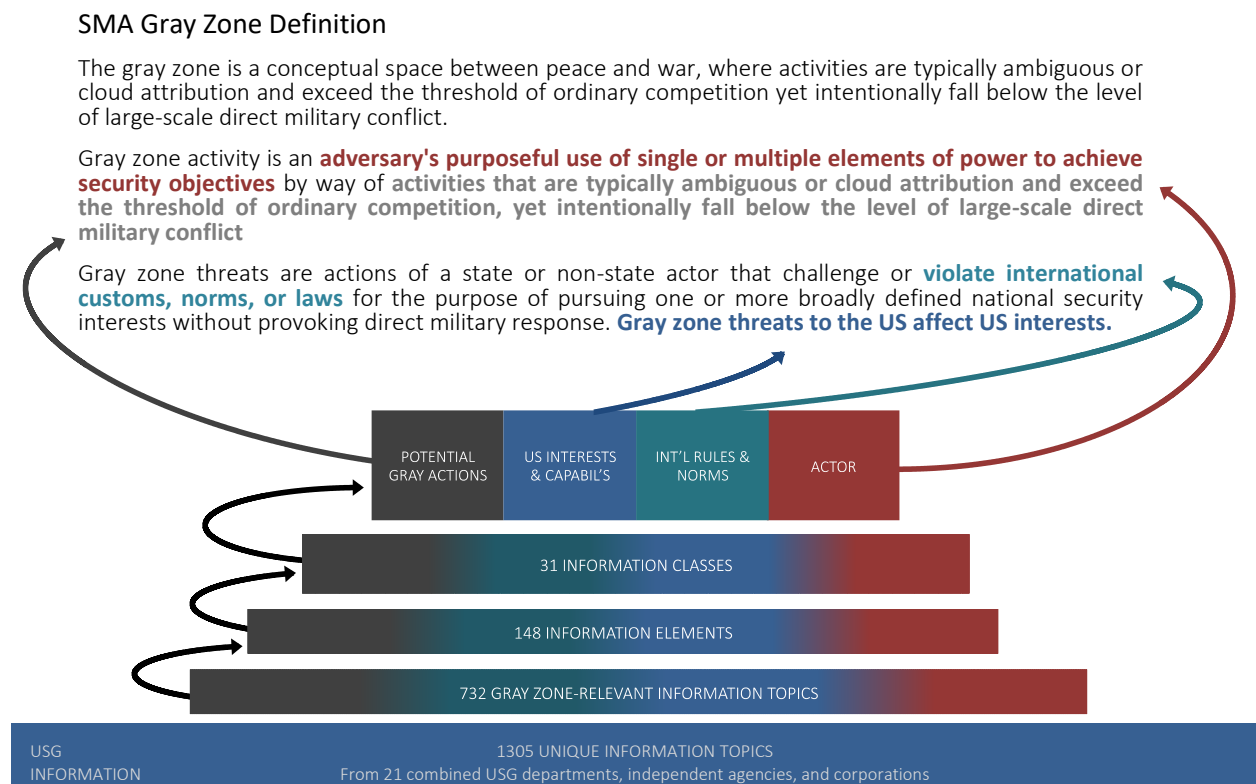 SMA Gray Zone Definition
The gray zone is a conceptual space between peace and war, where activities are typically ambiguous or
cloud attribution and exceed the threshold of ordinary competition yet intentionally fall below the level
of large-scale direct military conflict.
Gray zone activity is an adversary's purposeful use of single or multiple elements of power to achieve
security objectives by way of activities that are typically ambiguous or cloud attribution and exceed
the threshold of ordinary competition, yet intentionally fall below the level of large-scale direct
military conflict
Gray zone threats are actions of a state or non-state actor that challenge or violate international
customs, norms, or laws for the purpose of pursuing one or more broadly defined national security
interests without provoking direct military response. Gray zone threats to the US affect US interests.
POTENTIAL
GRAY ACTIONS
US INTERESTS
& CAPABIL'S
INT'L RULES &
NORMS
ACTOR
31 INFORMATION CLASSES
148 INFORMATION ELEMENTS
732 GRAY ZONE-RELEVANT INFORMATION TOPICS
USG
INFORMATION
1305 UNIQUE INFORMATION TOPICS
From 21 combined USG departments, independent agencies, and corporations